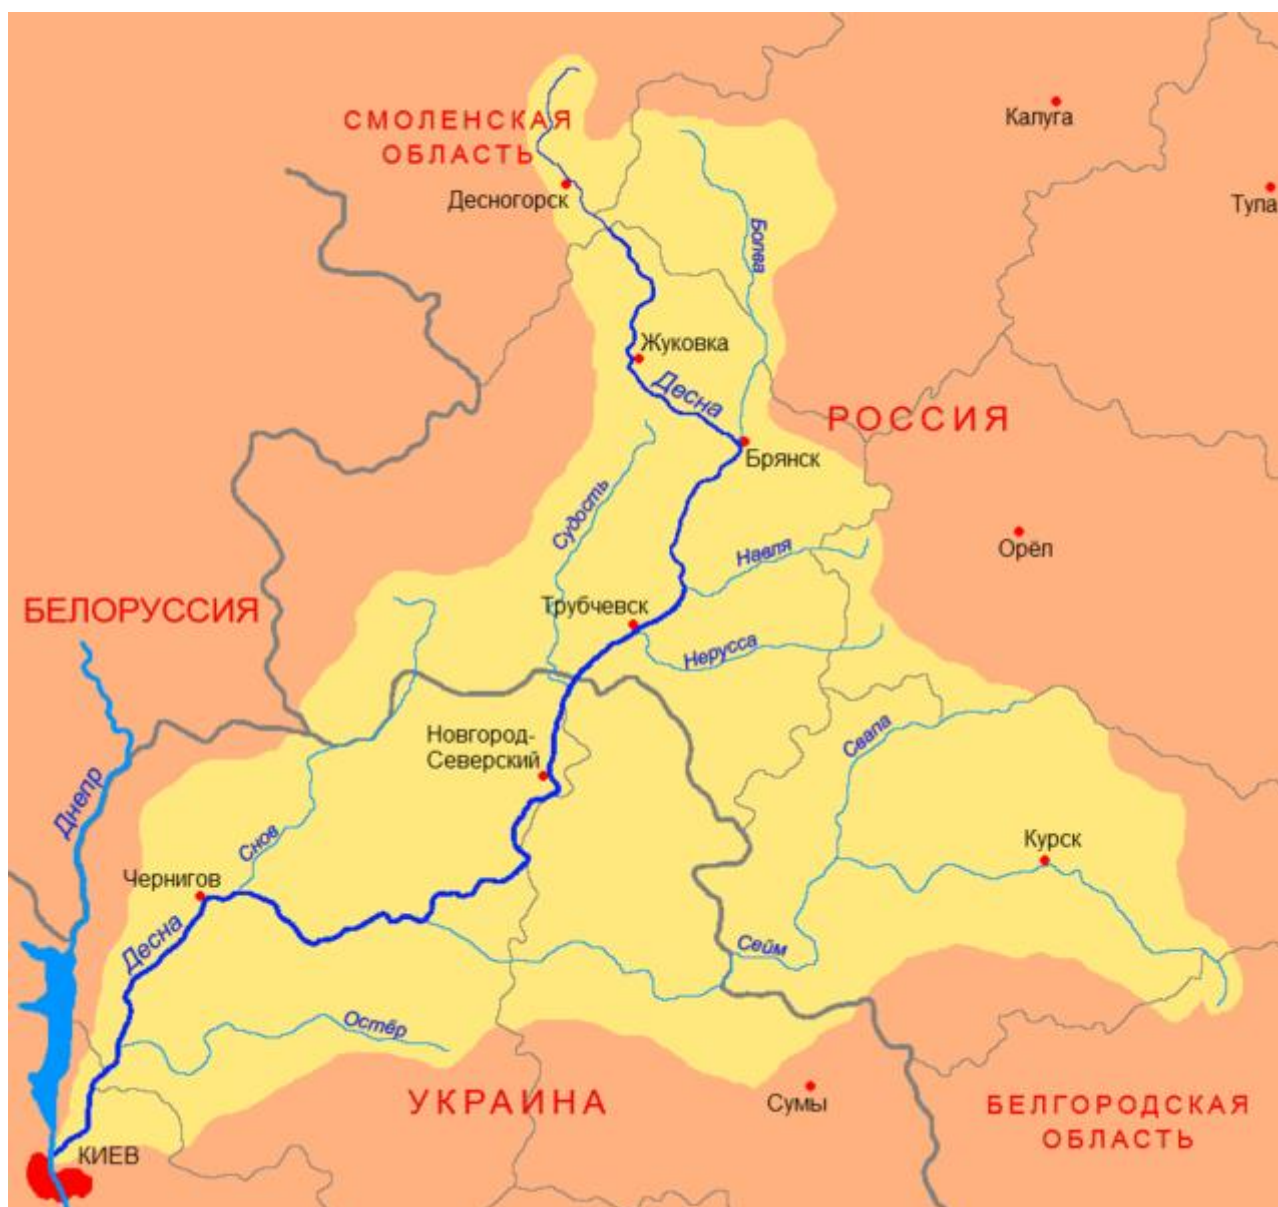 СМОЛЕНСКАЯ
ОБЛАСТЬ
Калуга
Десногорск
Тула
Болва
Жуковка
Десна
РОССИЯ
Брянск
Судость
Орёл
Навля
БЕЛОРУССИЯ
Трубчевск
Нерусса
Новгород-
Северский
Свапа
Днепр
Снов
Курск
Чернигов
Десна
Сейм
Остёр
УКРАИНА
Сумы
БЕЛГОРОДСКАЯ
ОБЛАСТЬ
КИЕВ